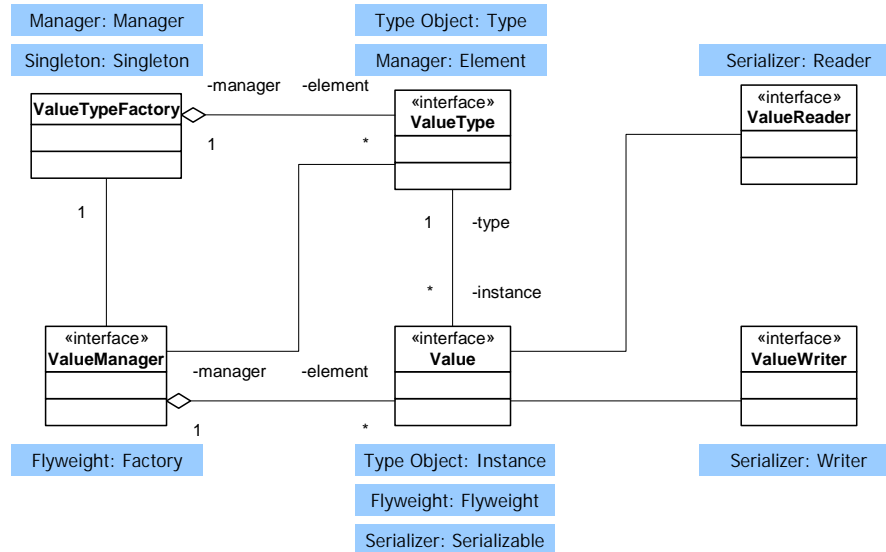 Manager: Manager
Type Object: Type
Singleton: Singleton
Manager: Element
Serializer: Reader
-manager
-element
ValueTypeFactory
«interface»
ValueType
«interface»
ValueReader
1
*
1
1
-type
*
-instance
«interface»
ValueManager
«interface»
Value
«interface»
ValueWriter
-manager
-element
1
*
Flyweight: Factory
Type Object: Instance
Serializer: Writer
Flyweight: Flyweight
Serializer: Serializable